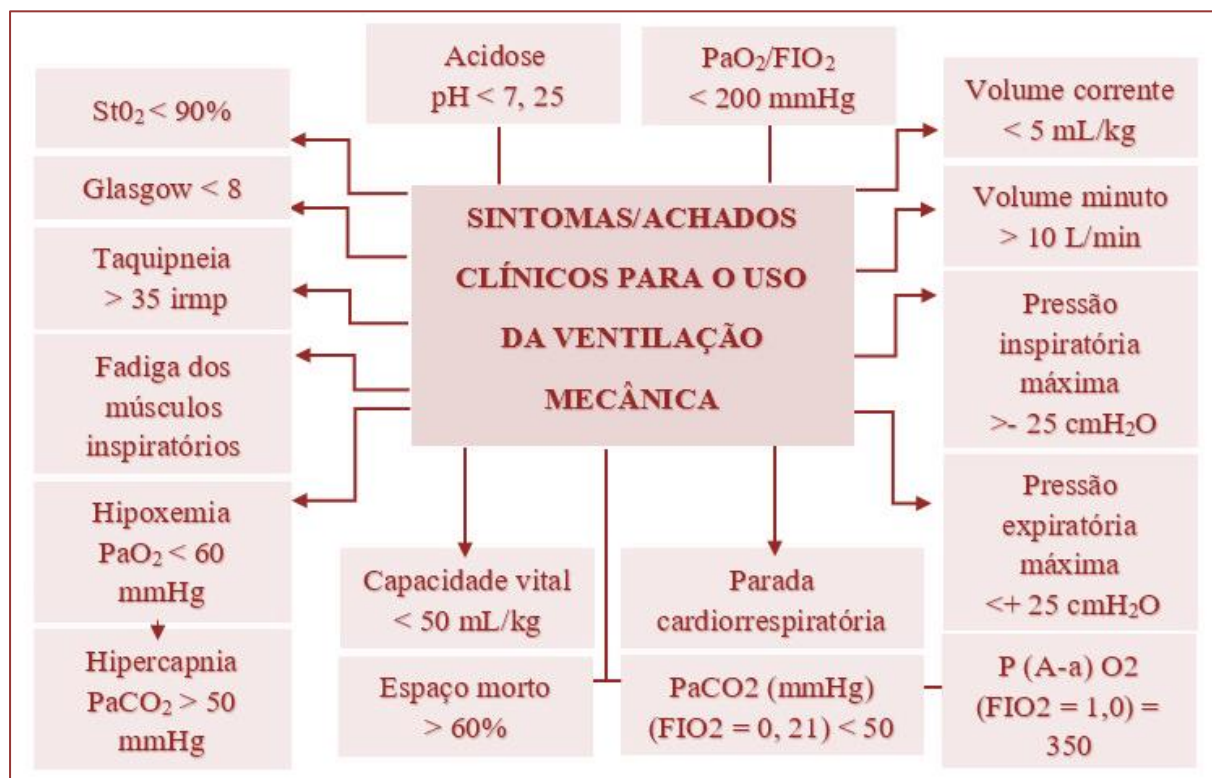 Acidose
pH < 7, 25
PaO₂/FIO₂
< 200 mmHg
St0₂ < 90%
Glasgow < 8
Taquipneia
> 35 irmp
Fadiga dos
músculos
inspiratórios
Hipoxemia
PaO₂ < 60
mmHg
Hipercapnia
PaCO₂ > 50
mmHg
SINTOMAS/ACHADOS
CLÍNICOS PARA O USO
DA VENTILAÇÃO
MECÂNICA
Volume corrente
< 5 mL/kg
Volume minuto
> 10 L/min
Pressão
inspiratória
máxima
>- 25 cmH₂O
Pressão
expiratória
máxima
<+ 25 cmH₂O
Capacidade vital
< 50 mL/kg
Parada
cardiorrespiratória
Espaço morto
> 60%
PaCO2 (mmHg)
(FIO2 = 0, 21) < 50
P (A-a) O2
(FIO2 = 1,0) =
350